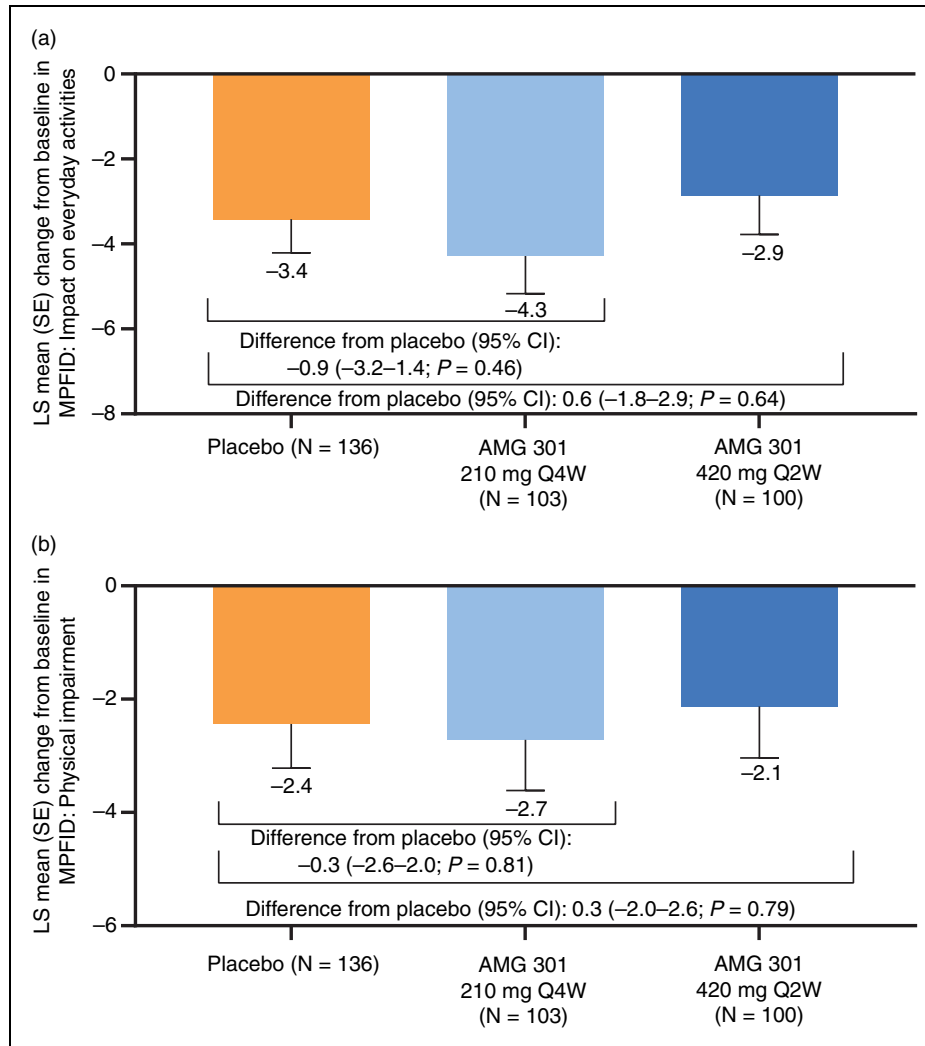 (a)
LS mean (SE) change from baseline in
MPFID: Impact on everyday activities
0
–2
–4
–6
–8
–3.4
–4.3
–2.9
Difference from placebo (95% CI):
–0.9 (–3.2–1.4; P = 0.46)
Difference from placebo (95% CI): 0.6 (–1.8–2.9; P = 0.64)
Placebo (N = 136)
AMG 301
210 mg Q4W
(N = 103)
AMG 301
420 mg Q2W
(N = 100)
(b)
LS mean (SE) change from baseline in
MPFID: Physical impairment
0
–2
–4
–6
–2.4
–2.7
–2.1
Difference from placebo (95% CI):
–0.3 (–2.6–2.0; P = 0.81)
Difference from placebo (95% CI): 0.3 (–2.0–2.6; P = 0.79)
Placebo (N = 136)
AMG 301
210 mg Q4W
(N = 103)
AMG 301
420 mg Q2W
(N = 100)